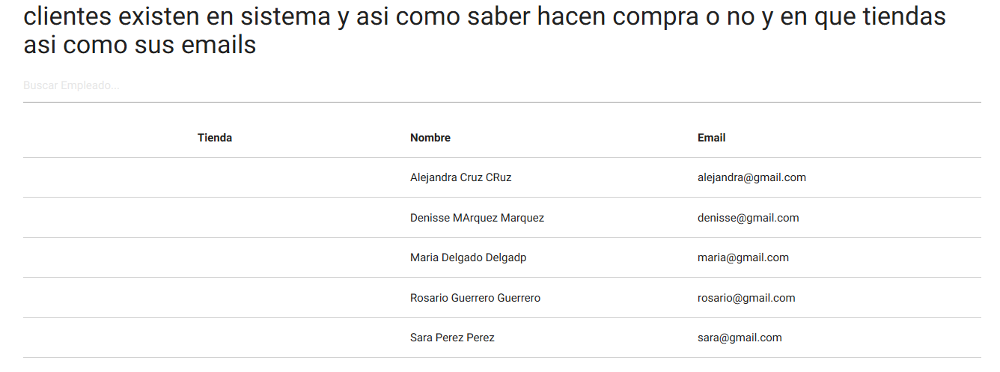 clientes existen en sistema y asi como saber hacen compra o no y en que tiendas
asi como sus emails
Buscar Empleado...
Tienda Nombre Email
Alejandra Cruz CRuz alejandra@gmail.com
Denisse MArquez Marquez denisse@gmail.com
Maria Delgado Delgadp maria@gmail.com
Rosario Guerrero Guerrero rosario@gmail.com
Sara Perez Perez sara@gmail.com